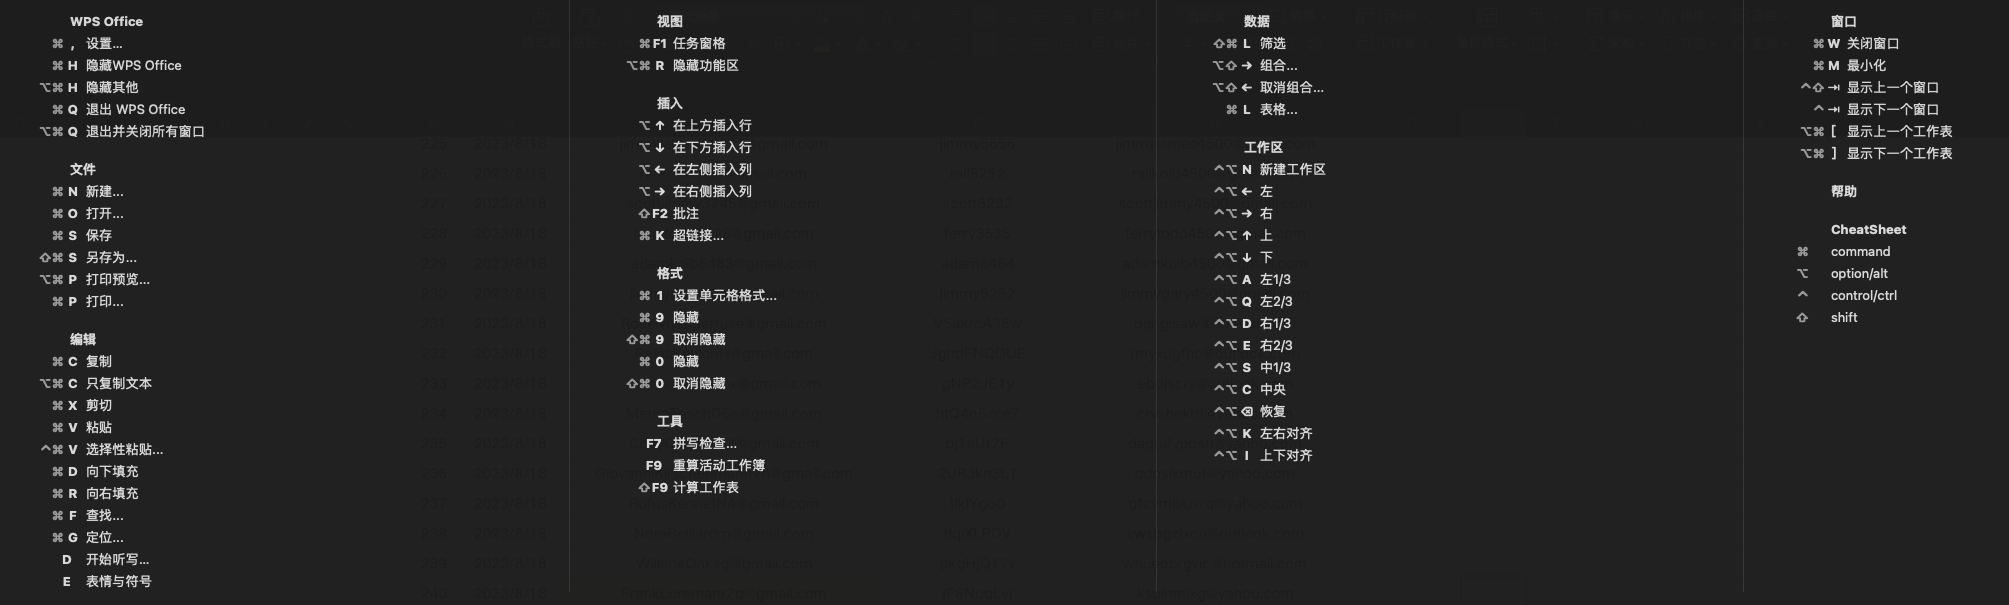 WPS Office
⌘ , 设置...
⌘ H 隐藏WPS Office
⌥⌘ H 隐藏其他
⌘ Q 退出 WPS Office
⌥⌘ Q 退出并关闭所有窗口
文件
⌘ N 新建...
⌘ O 打开...
⌘ S 保存
⇧⌘ S 另存为...
⌥⌘ P 打印预览...
⌘ P 打印...
编辑
⌘ C 复制
⌥⌘ C 只复制文本
⌘ X 剪切
⌘ V 粘贴
⌃⌘ V 选择性粘贴...
⌘ D 向下填充
⌘ R 向右填充
⌘ F 查找...
⌘ G 定位...
D 开始听写...
E 表情与符号
视图
⌘ F1 任务窗格
⌥⌘ R 隐藏功能区
插入
⌥ ↑ 在上方插入行
⌥ ↓ 在下方插入行
⌥ ← 在左侧插入列
⌥ → 在右侧插入列
⇧ F2 批注
⌘ K 超链接...
格式
⌘ 1 设置单元格格式...
⌘ 9 隐藏
⇧⌘ 9 取消隐藏
⌘ 0 隐藏
⇧⌘ 0 取消隐藏
工具
F7 拼写检查...
F9 重算活动工作簿
⇧ F9 计算工作表
数据
⇧⌘ L 筛选
⌥⇧ → 组合...
⌥⇧ ← 取消组合...
⌘ L 表格...
工作区
⌃⌥ N 新建工作区
⌃⌥ ← 左
⌃⌥ → 右
⌃⌥ ↑ 上
⌃⌥ ↓ 下
⌃⌥ A 左1/3
⌃⌥ Q 左2/3
⌃⌥ D 右1/3
⌃⌥ E 右2/3
⌃⌥ S 中1/3
⌃⌥ C 中央
⌃⌥ ⌫ 恢复
⌃⌥ K 左右对齐
⌃⌥ I 上下对齐
窗口
⌘ W 关闭窗口
⌘ M 最小化
⌃⇧ ⇥ 显示上一个窗口
⌃ ⇥ 显示下一个窗口
⌥⌘ [ 显示上一个工作表
⌥⌘ ] 显示下一个工作表
帮助
CheatSheet
⌘ command
⌥ option/alt
⌃ control/ctrl
⇧ shift